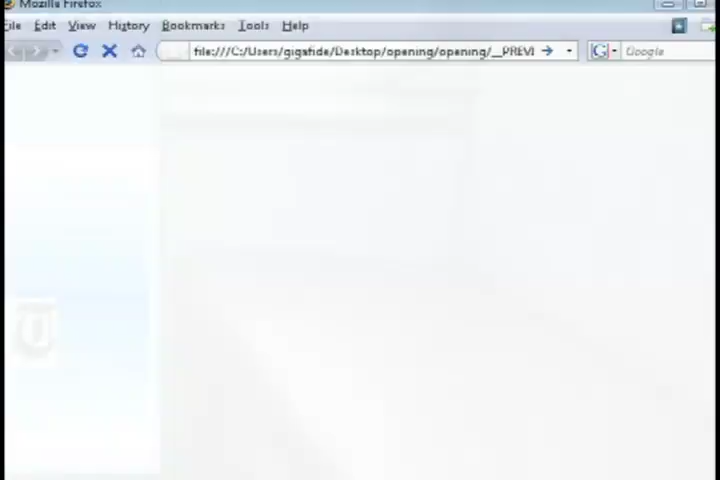 Mozilla Firefox
File Edit View History Bookmarks Tools Help
file:///C:/Users/gigafide/Desktop/opening/opening/__PREVI
Google